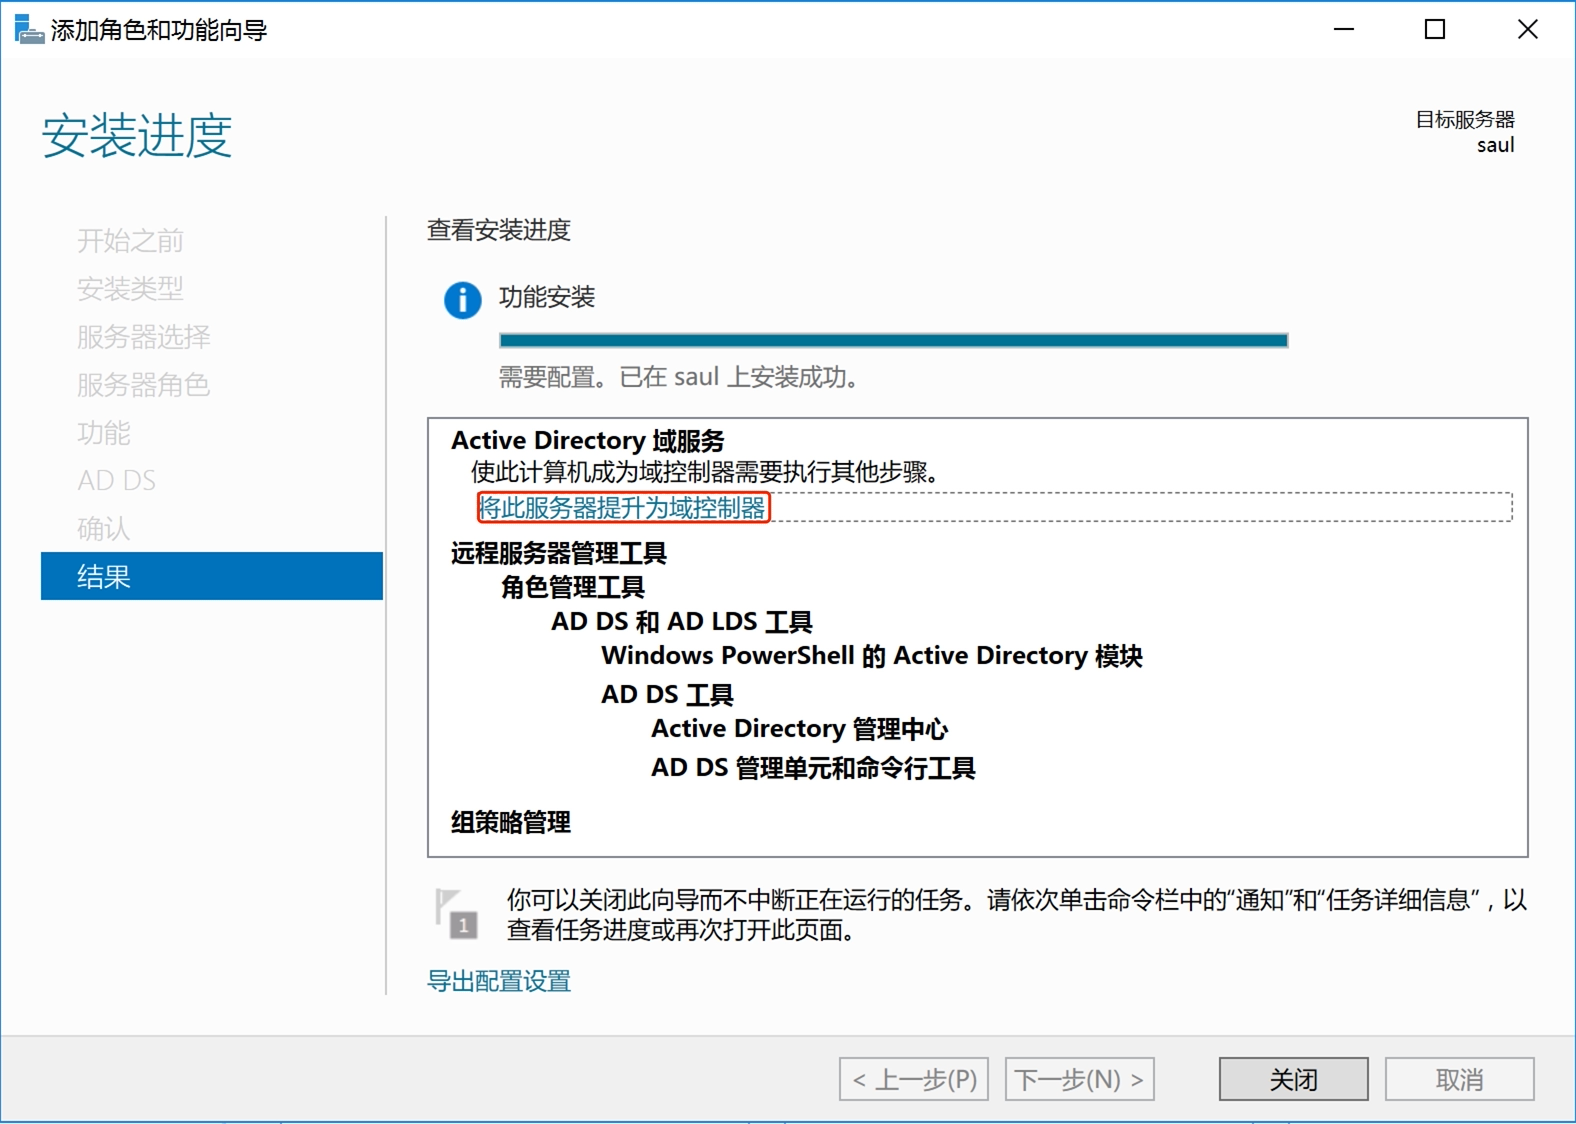 添加角色和功能向导
安装进度
目标服务器
saul
开始之前
安装类型
服务器选择
服务器角色
功能
AD DS
确认
结果
查看安装进度
功能安装
需要配置。已在 saul 上安装成功。
Active Directory 域服务
使此计算机成为域控制器需要执行其他步骤。
将此服务器提升为域控制器
远程服务器管理工具
角色管理工具
AD DS 和 AD LDS 工具
Windows PowerShell 的 Active Directory 模块
AD DS 工具
Active Directory 管理中心
AD DS 管理单元和命令行工具
组策略管理
1
你可以关闭此向导而不中断正在运行的任务。请依次单击命令栏中的“通知”和“任务详细信息”，以
查看任务进度或再次打开此页面。
导出配置设置
< 上一步(P)
下一步(N) >
关闭
取消